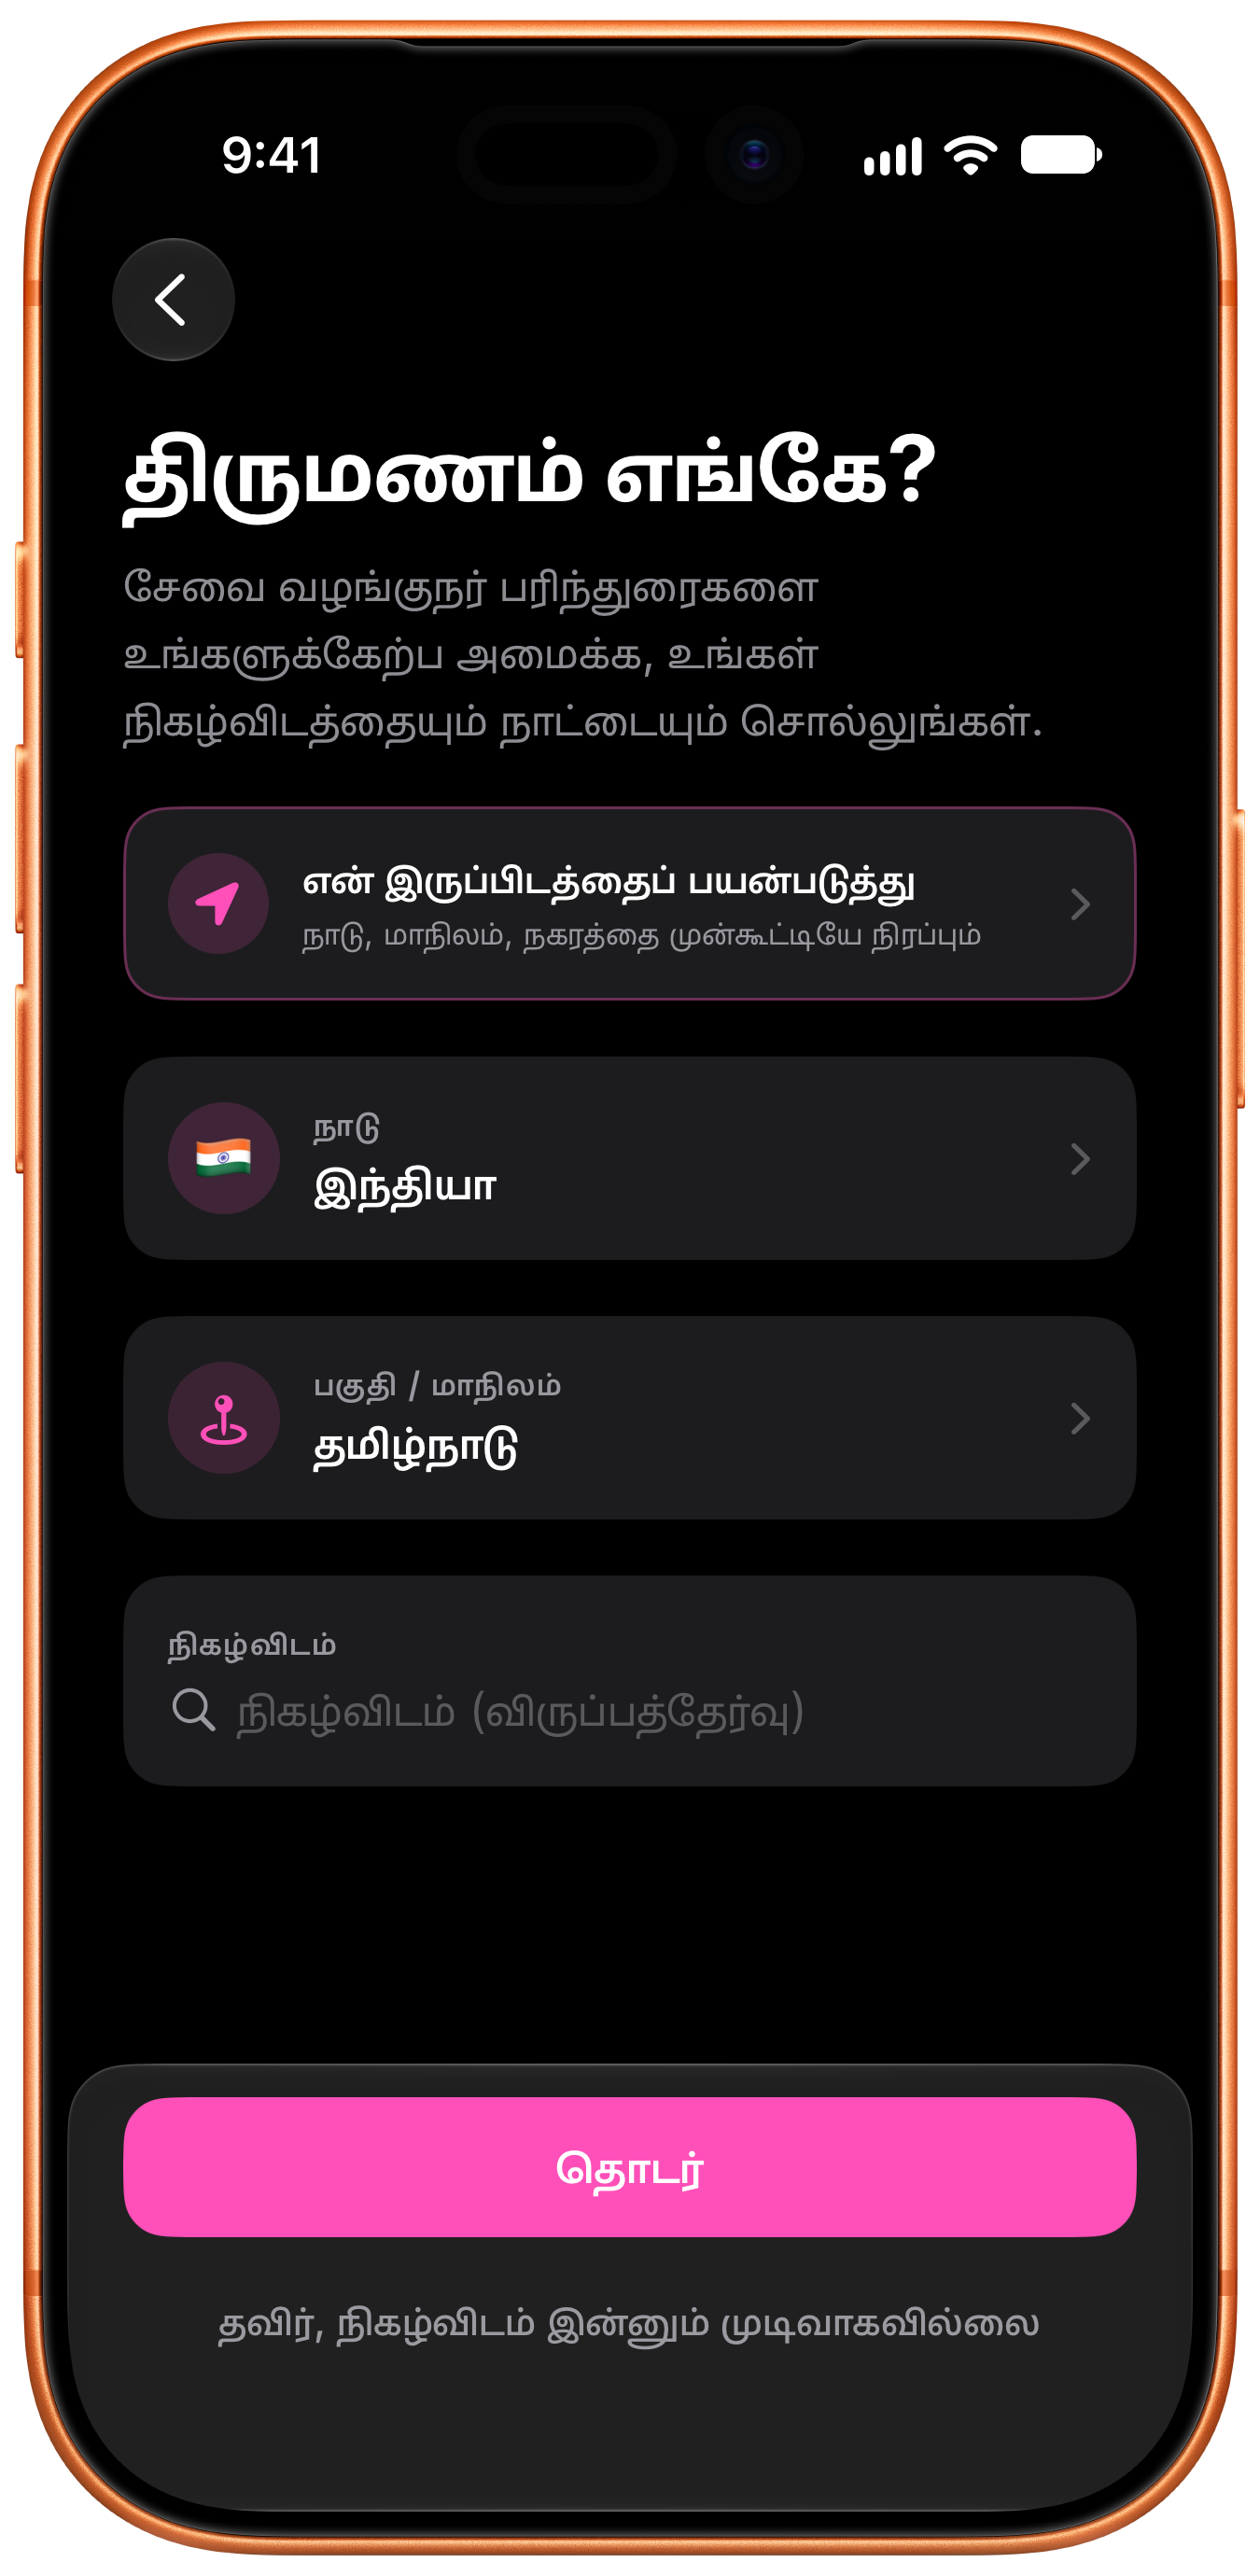 9:41
திருமணம் எங்கே?
சேவை வழங்குநர் பரிந்துரைகளை
உங்களுக்கேற்ப அமைக்க, உங்கள்
நிகழ்விடத்தையும் நாட்டையும் சொல்லுங்கள்.
என் இருப்பிடத்தைப் பயன்படுத்து
நாடு, மாநிலம், நகரத்தை முன்கூட்டியே நிரப்பும்
நாடு
இந்தியா
பகுதி / மாநிலம்
தமிழ்நாடு
நிகழ்விடம்
நிகழ்விடம் (விருப்பத்தேர்வு)
தொடர்
தவிர், நிகழ்விடம் இன்னும் முடிவாகவில்லை